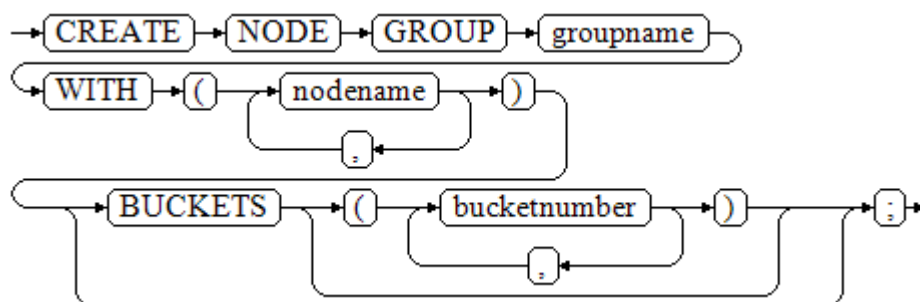 CREATE NODE GROUP groupname
WITH ( nodename )
,
BUCKETS ( bucketnumber ) ;
,